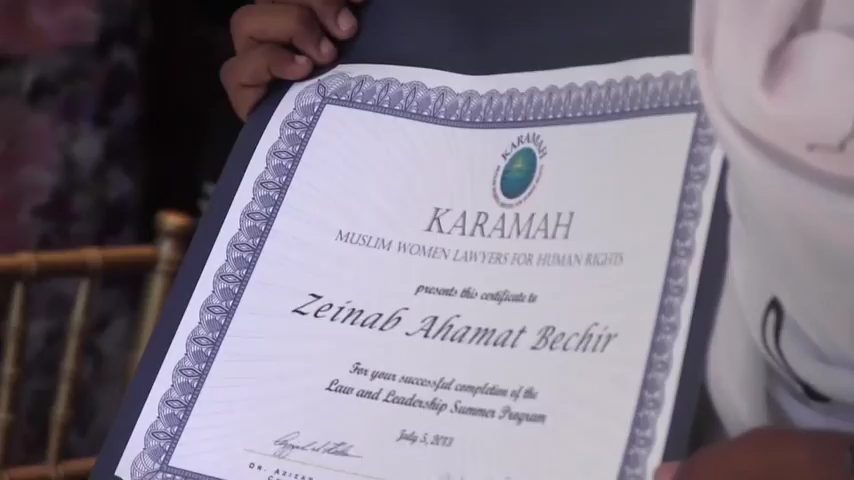 KARAMAH
KARAMAH
MUSLIM WOMEN LAWYERS FOR HUMAN RIGHTS
presents this certificate to
Zeinab Ahamat Bechir
For your successful completion of the
Law and Leadership Summer Program
July 5, 2013
DR. AZIZAH